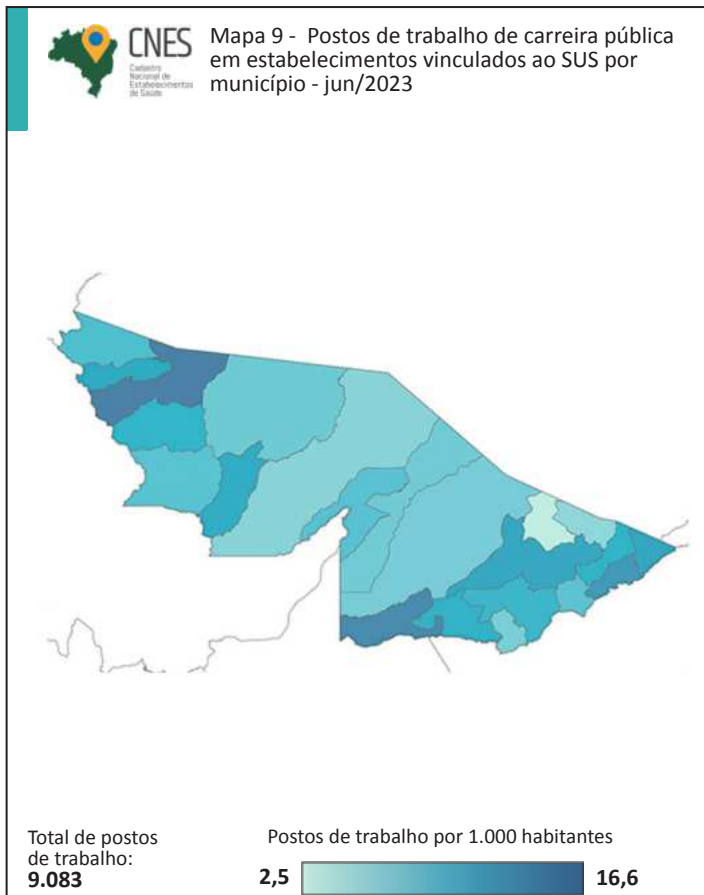 CNES
Cadastro
Nacional de
Estabelecimentos
de Saúde
Mapa 9 - Postos de trabalho de carreira pública
em estabelecimentos vinculados ao SUS por
município - jun/2023
Total de postos
de trabalho:
9.083
Postos de trabalho por 1.000 habitantes
2,5
16,6